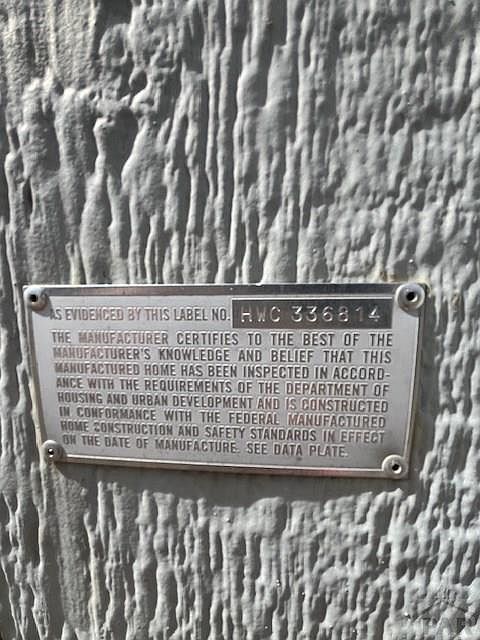 AS EVIDENCED BY THIS LABEL NO. HWC 336814
THE MANUFACTURER CERTIFIES TO THE BEST OF THE
MANUFACTURER'S KNOWLEDGE AND BELIEF THAT THIS
MANUFACTURED HOME HAS BEEN INSPECTED IN ACCORD-
ANCE WITH THE REQUIREMENTS OF THE DEPARTMENT OF
HOUSING AND URBAN DEVELOPMENT AND IS CONSTRUCTED
IN CONFORMANCE WITH THE FEDERAL MANUFACTURED
HOME CONSTRUCTION AND SAFETY STANDARDS IN EFFECT
ON THE DATE OF MANUFACTURE. SEE DATA PLATE.